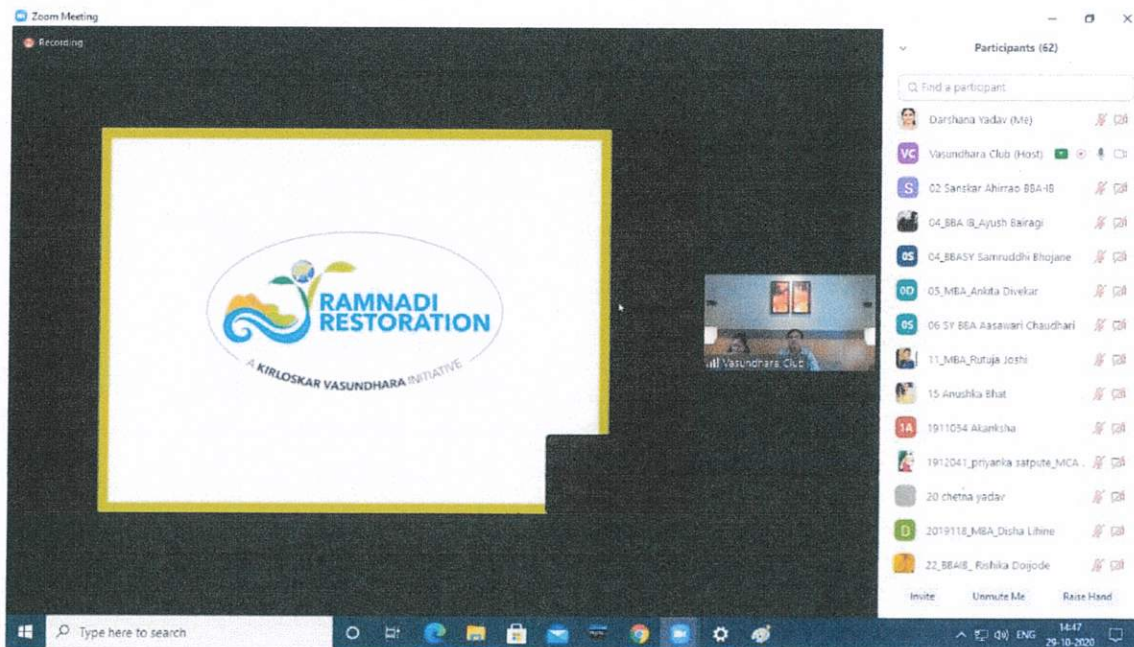 Zoom Meeting
Recording
RAMNADI
RESTORATION
A KIRLOSKAR VASUNDHARA INITIATIVE
Vasundhara Club
Participants (62)
Find a participant
Darshana Yadav (Me)
VC Vasundhara Club (Host)
S 02 Sanskar Ahirrao BBA-IB
04_BBA IB_Ayush Bairagi
0S 04_BBASY Samruddhi Bhojane
0D 05_MBA_Ankita Divekar
0S 06 SY BBA Aasawari Chaudhari
11_MBA_Rutuja Joshi
15 Anushka Bhat
1A 1911054 Akanksha
1912041_priyanka satpute_MCA
20 chetna yadav
D 2019118_MBA_Disha Lihine
22_BBAIB_ Rishika Doijode
Invite Unmute Me Raise Hand
Type here to search
ENG
14:47
29-10-2020